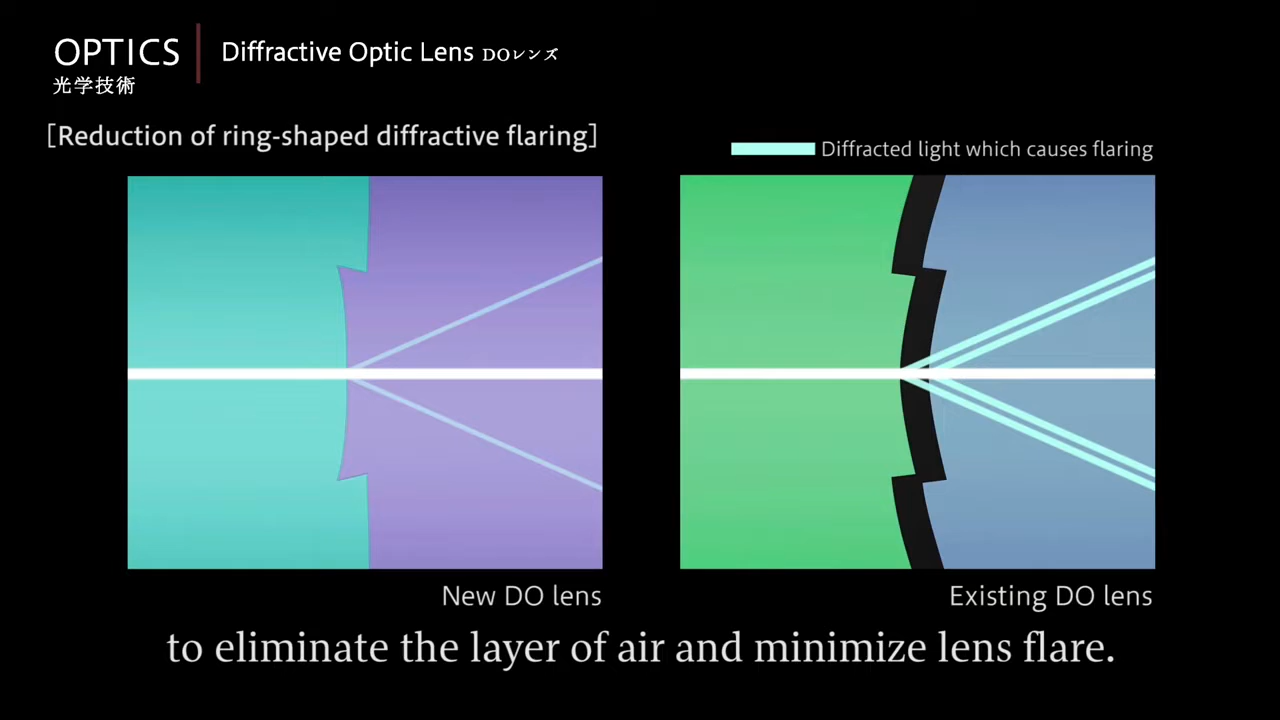 OPTICS
光学技術
Diffractive Optic Lens DOレンズ
[Reduction of ring-shaped diffractive flaring]
Diffracted light which causes flaring
New DO lens
Existing DO lens
to eliminate the layer of air and minimize lens flare.